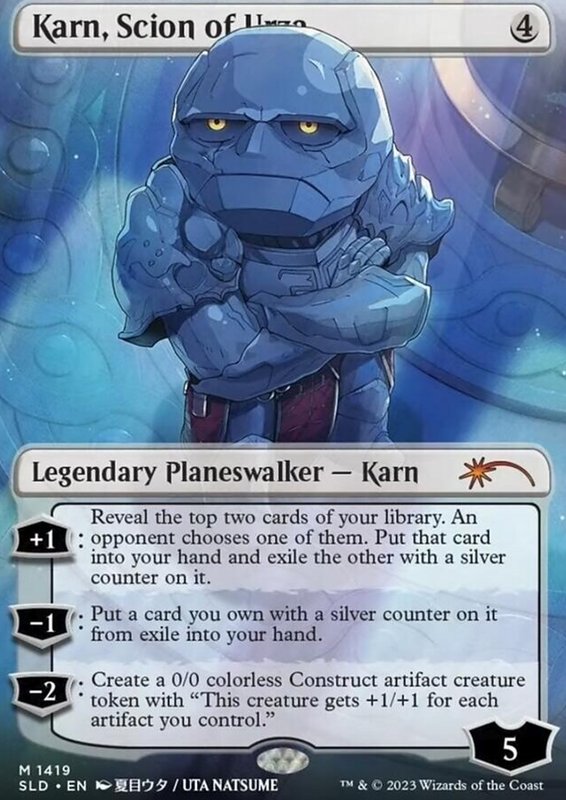 Karn, Scion of Urza
4
Legendary Planeswalker — Karn
+1
: Reveal the top two cards of your library. An
opponent chooses one of them. Put that card
into your hand and exile the other with a silver
counter on it.
−1
: Put a card you own with a silver counter on it
from exile into your hand.
−2
: Create a 0/0 colorless Construct artifact creature
token with “This creature gets +1/+1 for each
artifact you control.”
5
M 1419
SLD • EN 夏目ウタ / UTA NATSUME
™ & © 2023 Wizards of the Coast